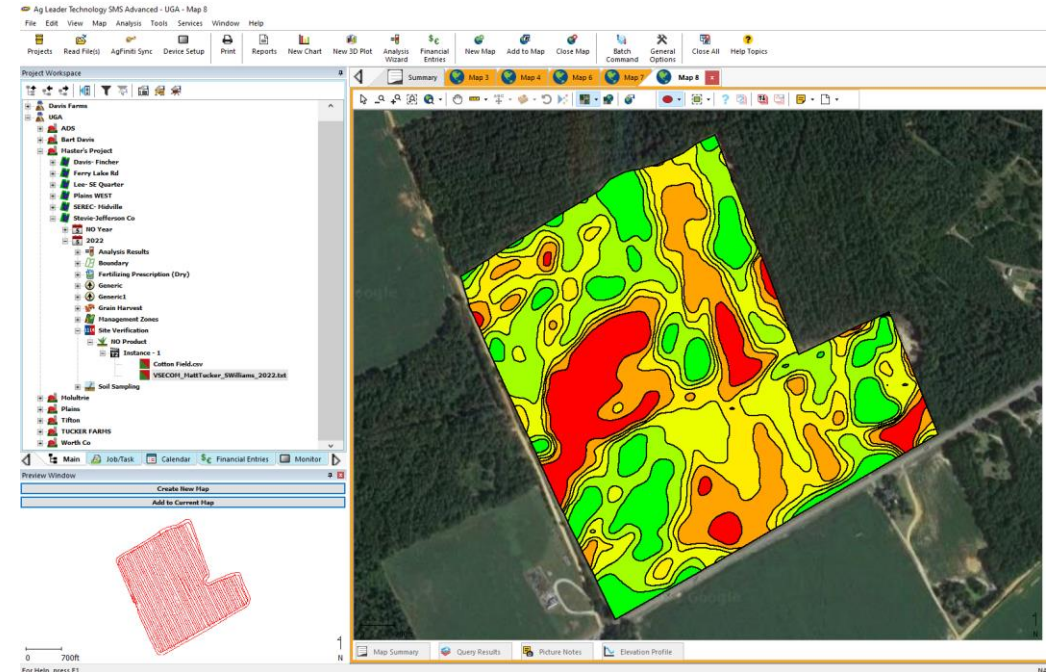 Ag Leader Technology SMS Advanced - UGA - Map 8
File Edit View Map Analysis Tools Services Window Help
Projects Read File(s) AgFiniti Sync Device Setup Print Reports New Chart New 3D Plot Analysis Wizard Financial Entries New Map Add to Map Close Map Batch Command General Options Close All Help Topics
Project Workspace
Summary Map 3 Map 4 Map 6 Map 7 Map 8
Davis Farms
UGA
ADS
Bart Davis
Master's Project
Davis- Fincher
Ferry Lake Rd
Lee- SE Quarter
Plains WEST
SEREC- Midville
Stevie-Jefferson Co
NO Year
2022
Analysis Results
Boundary
Fertilizing Prescription (Dry)
Generic
Generic1
Grain Harvest
Management Zones
Site Verification
NO Product
Instance - 1
Cotton Field.csv
VSECOM_MattTucker_SWilliams_2022.txt
Soil Sampling
Molultrie
Plains
Tifton
TUCKER FARMS
Worth Co
Main Job/Task Calendar Financial Entries Monitor
Preview Window
Create New Map
Add to Current Map
0 700ft
N
Google
N
Map Summary Query Results Picture Notes Elevation Profile
For Help, press F1